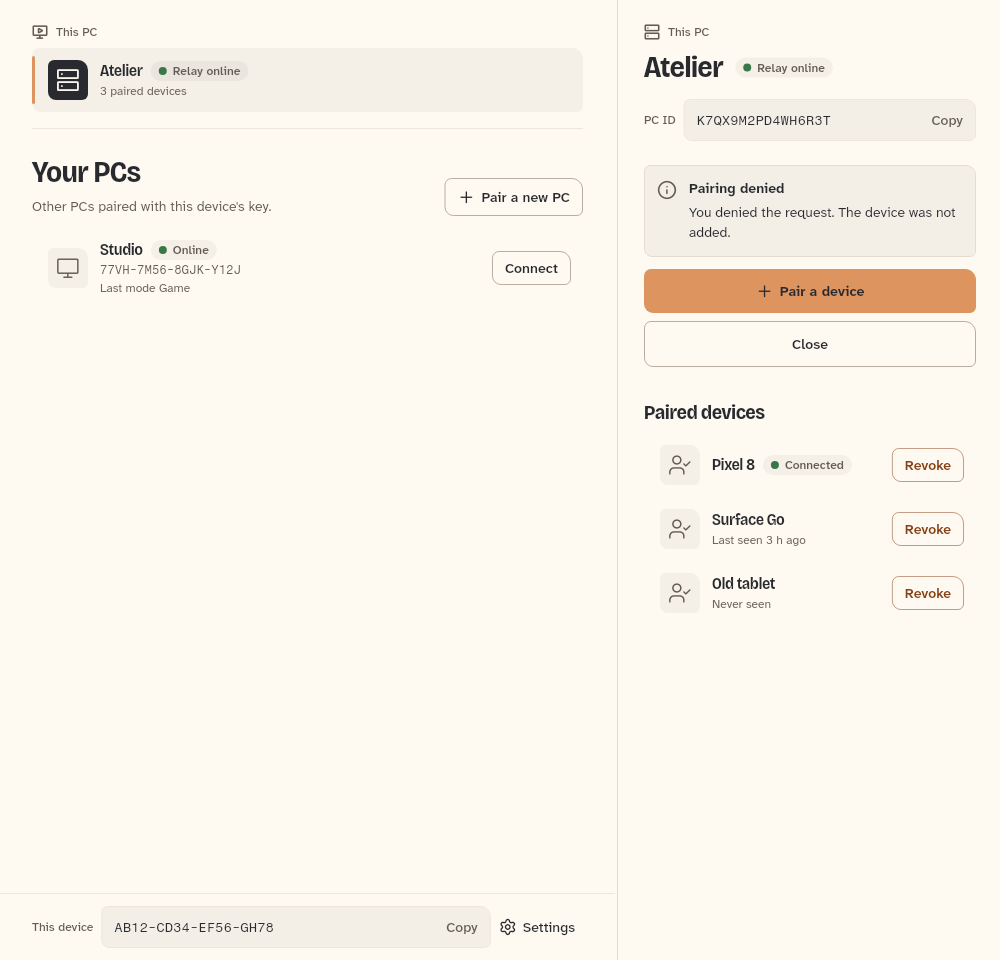 This PC
Atelier
Relay online
3 paired devices
Your PCs
Other PCs paired with this device's key.
Pair a new PC
Studio
Online
77VH-7M56-8GJK-Y12J
Last mode Game
Connect
This device
AB12-CD34-EF56-GH78
Copy
Settings
This PC
Atelier
Relay online
PC ID
K7QX9M2PD4WH6R3T
Copy
Pairing denied
You denied the request. The device was not
added.
Pair a device
Close
Paired devices
Pixel 8
Connected
Revoke
Surface Go
Last seen 3 h ago
Revoke
Old tablet
Never seen
Revoke